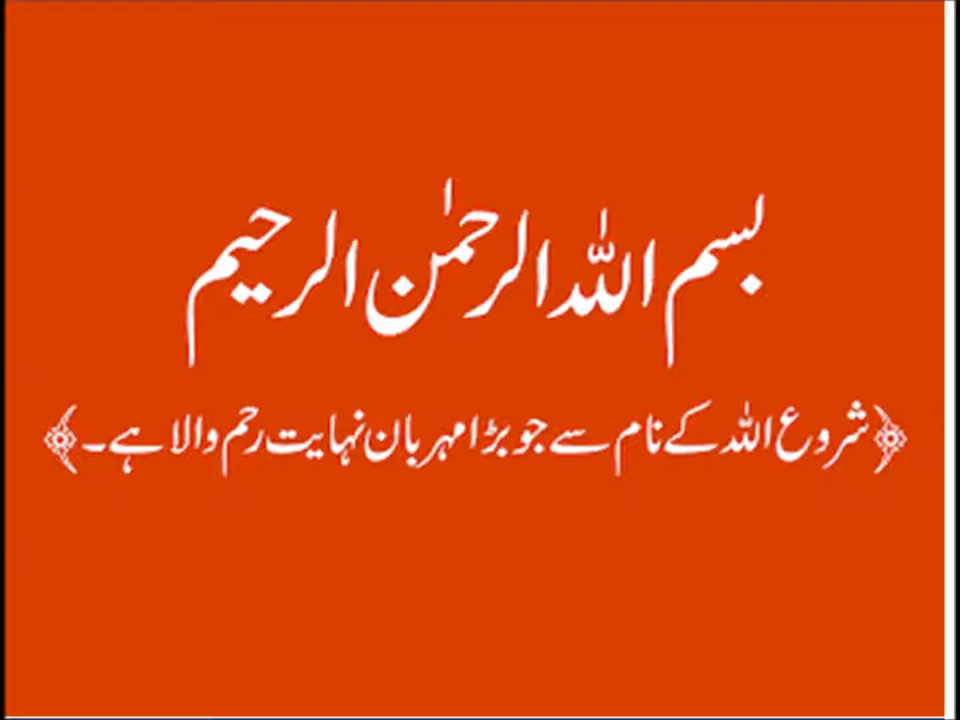 بسم اللہ الرحمٰن الرحیم
﴿شروع اللہ کے نام سے جو بڑا مہربان نہایت رحم والا ہے۔﴾